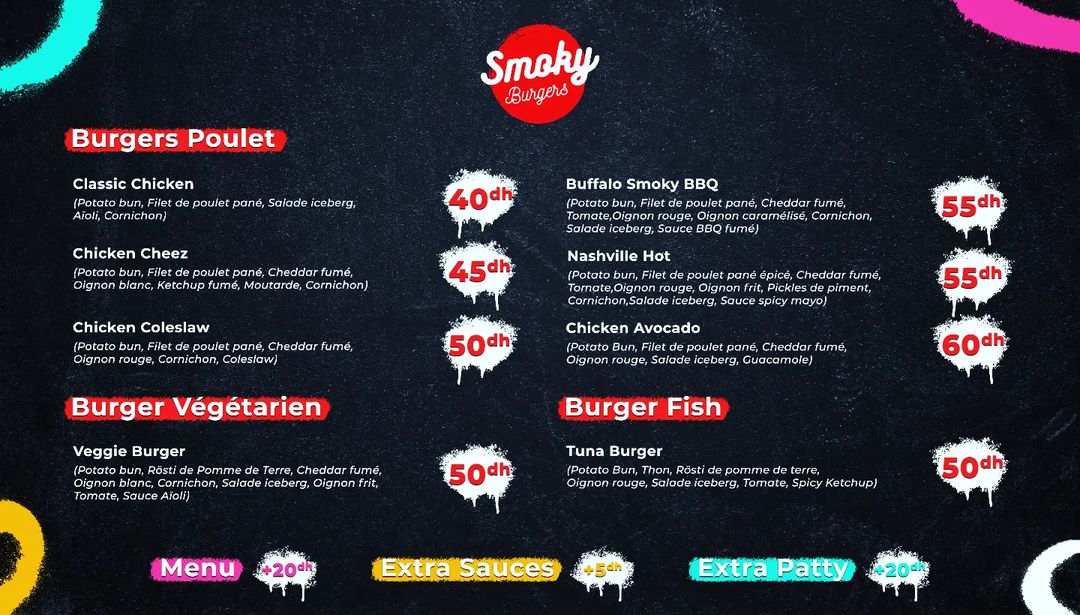 Smoky
Burgers
Burgers Poulet
Classic Chicken
(Potato bun, Filet de poulet pané, Salade iceberg,
Aïoli, Cornichon)
40dh
Chicken Cheez
(Potato bun, Filet de poulet pané, Cheddar fumé,
Oignon blanc, Ketchup fumé, Moutarde, Cornichon)
45dh
Chicken Coleslaw
(Potato bun, Filet de poulet pané, Cheddar fumé,
Oignon rouge, Cornichon, Coleslaw)
50dh
Buffalo Smoky BBQ
(Potato bun, Filet de poulet pané, Cheddar fumé,
Tomate,Oignon rouge, Oignon caramélisé, Cornichon,
Salade iceberg, Sauce BBQ fumé)
55dh
Nashville Hot
(Potato bun, Filet de poulet pané épicé, Cheddar fumé,
Tomate,Oignon rouge, Oignon frit, Pickles de piment,
Cornichon,Salade iceberg, Sauce spicy mayo)
55dh
Chicken Avocado
(Potato Bun, Filet de poulet pané, Cheddar fumé,
Oignon rouge, Salade iceberg, Guacamole)
60dh
Burger Végétarien
Veggie Burger
(Potato bun, Rösti de Pomme de Terre, Cheddar fumé,
Oignon blanc, Cornichon, Salade iceberg, Oignon frit,
Tomate, Sauce Aïoli)
50dh
Burger Fish
Tuna Burger
(Potato Bun, Thon, Rösti de pomme de terre,
Oignon rouge, Salade iceberg, Tomate, Spicy Ketchup)
50dh
Menu +20dh
Extra Sauces +5dh
Extra Patty +20dh